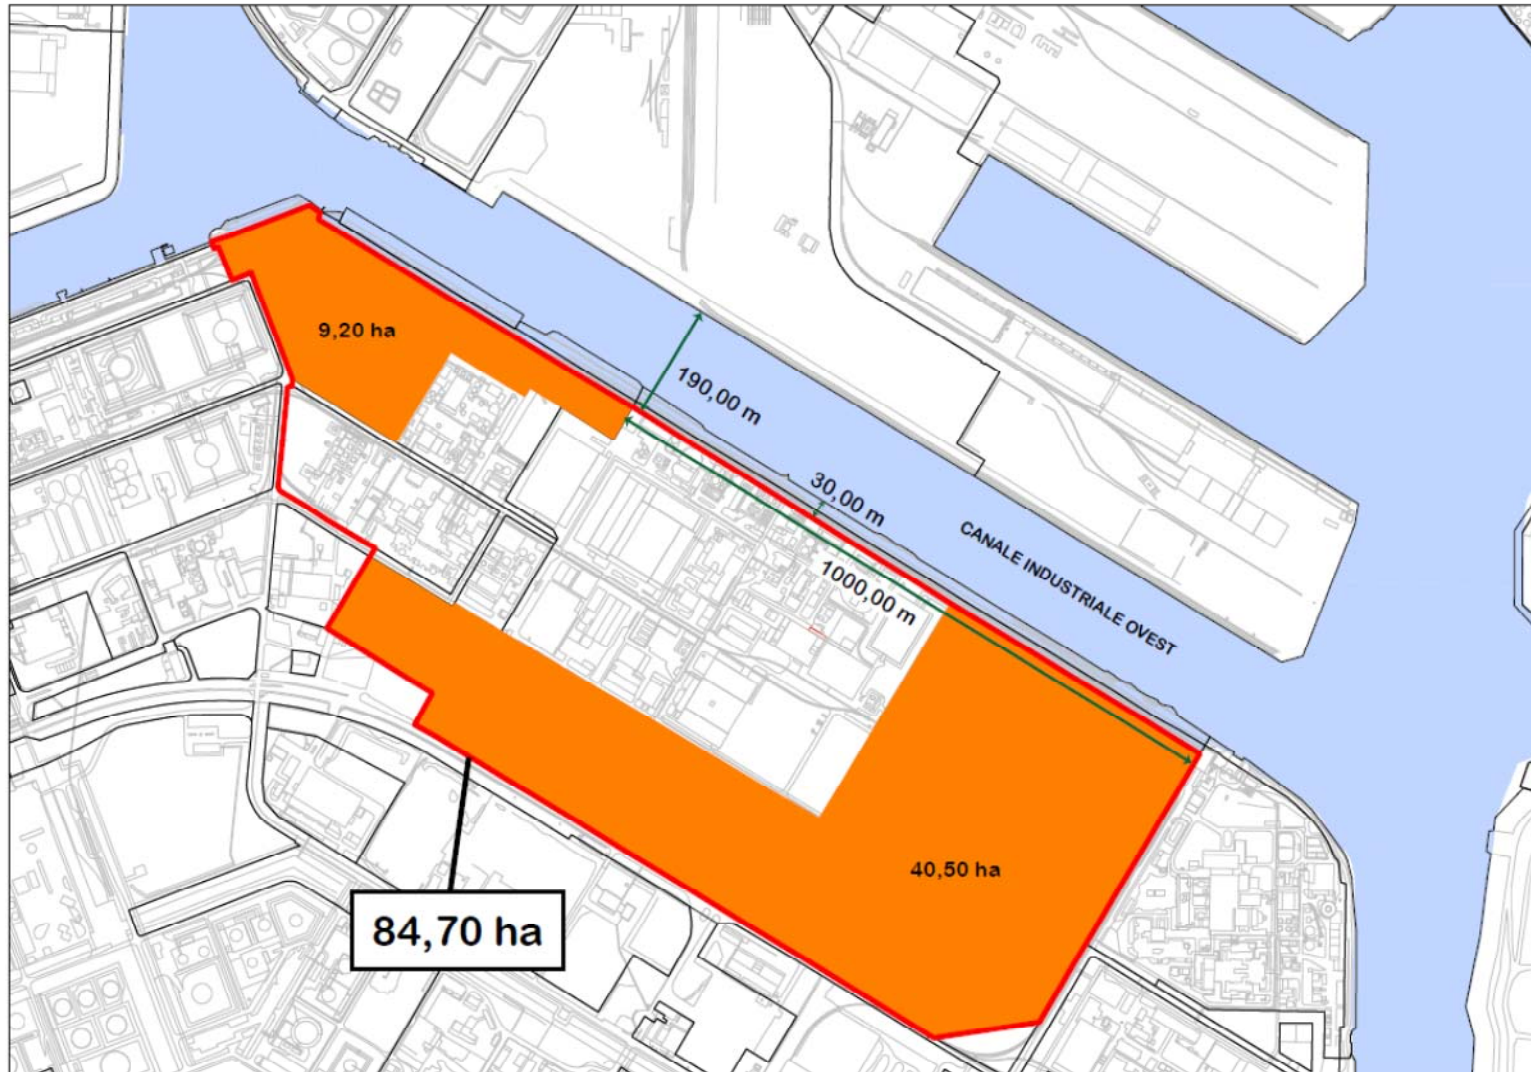 9,20 ha
190,00 m
30,00 m
CANALE INDUSTRIALE OVEST
1000,00 m
40,50 ha
84,70 ha